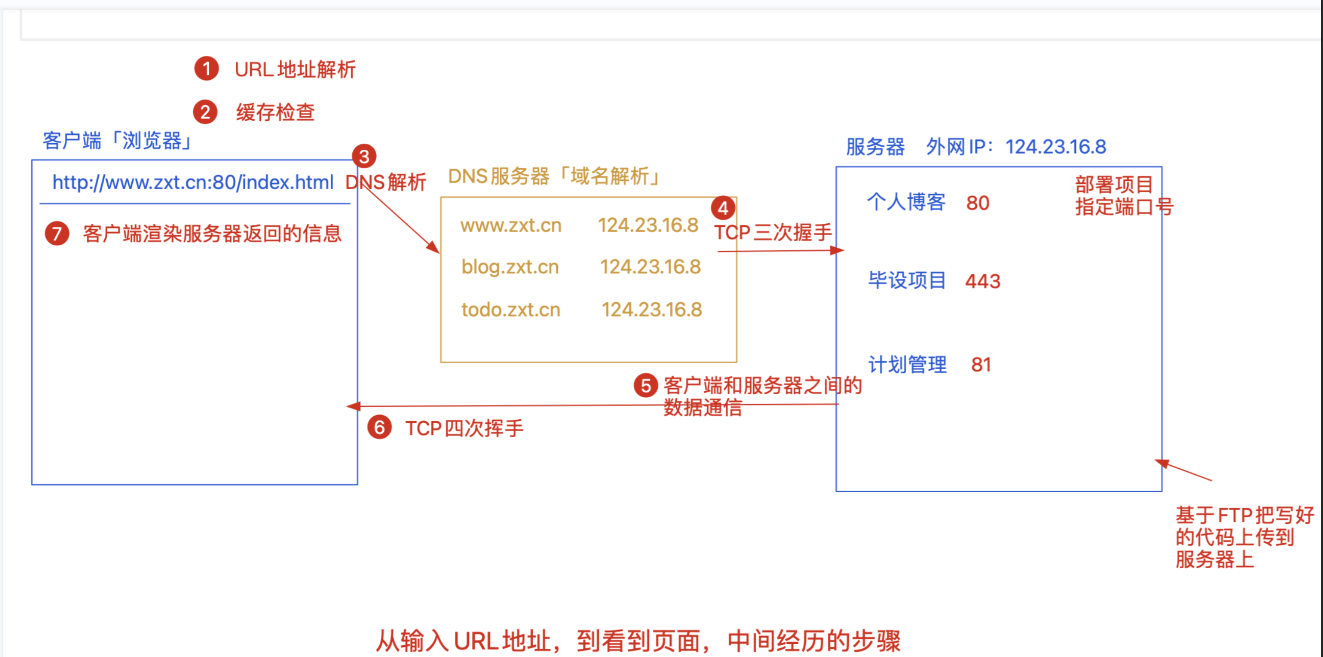 1 URL地址解析
2 缓存检查
客户端「浏览器」
http://www.zxt.cn:80/index.html
3
DNS解析
7 客户端渲染服务器返回的信息
DNS服务器「域名解析」
www.zxt.cn 124.23.16.8
blog.zxt.cn 124.23.16.8
todo.zxt.cn 124.23.16.8
4
TCP三次握手
服务器 外网IP：124.23.16.8
个人博客 80
部署项目
指定端口号
毕设项目 443
计划管理 81
5 客户端和服务器之间的
数据通信
6 TCP四次挥手
基于FTP把写好
的代码上传到
服务器上
从输入URL地址，到看到页面，中间经历的步骤